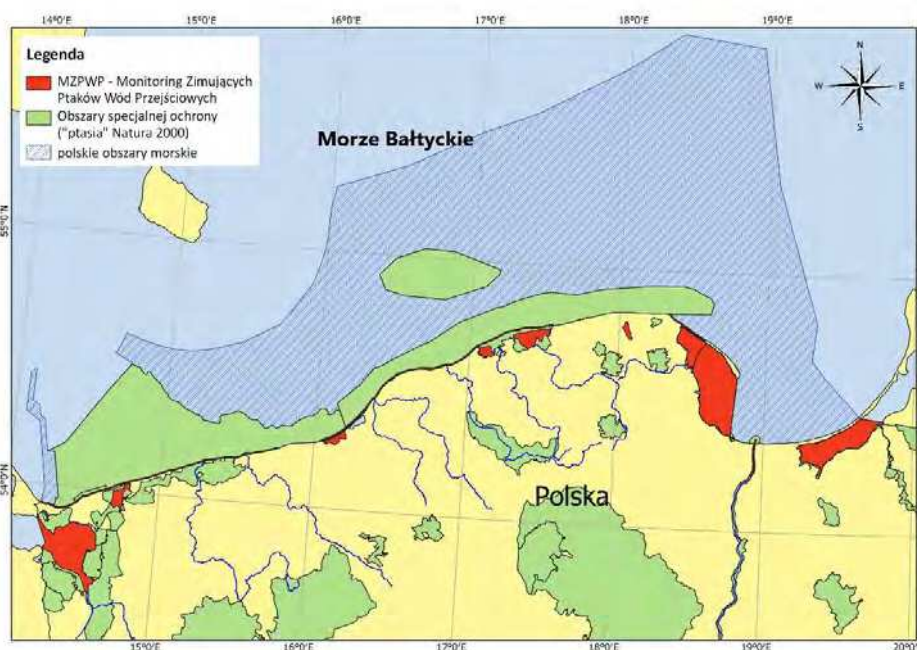 14°0'E 15°0'E 16°0'E 17°0'E 18°0'E 19°0'E
Legenda
MZPWP - Monitoring Zimujących
Ptaków Wód Przejściowych
Obszary specjalnej ochrony
("ptasia" Natura 2000)
polskie obszary morskie
N
W E
S
Morze Bałtyckie
55°0'N
54°0'N
Polska
15°0'E 16°0'E 17°0'E 18°0'E 19°0'E 20°0